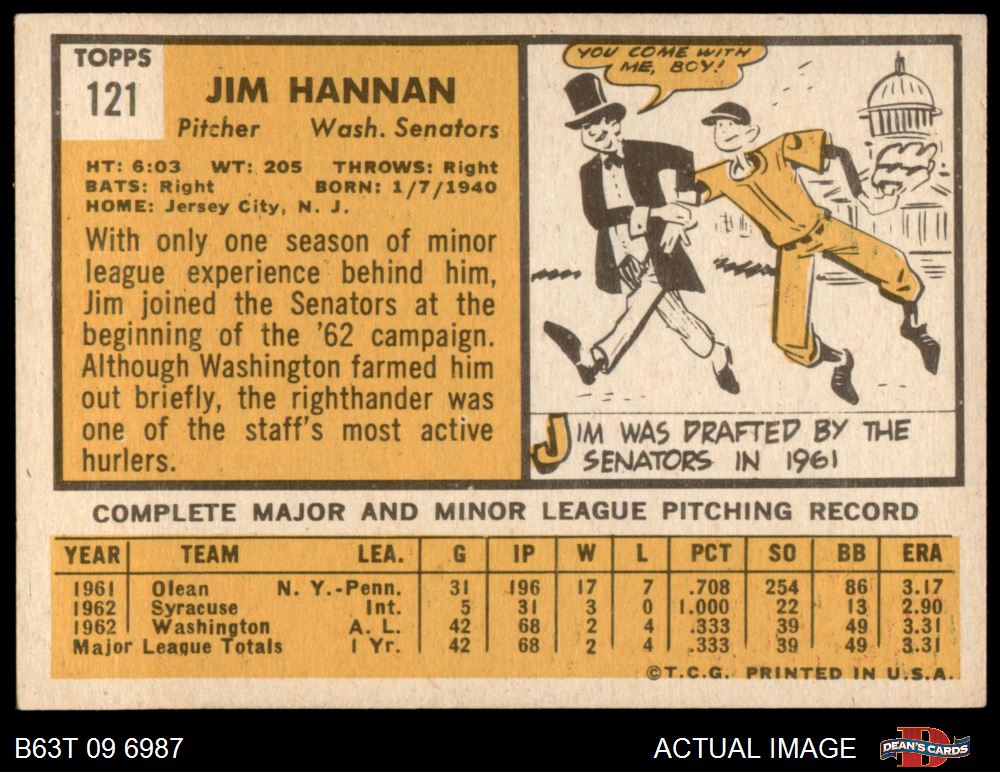 TOPPS
121
JIM HANNAN
Pitcher Wash. Senators
HT: 6:03 WT: 205 THROWS: Right
BATS: Right BORN: 1/7/1940
HOME: Jersey City, N. J.
With only one season of minor
league experience behind him,
Jim joined the Senators at the
beginning of the '62 campaign.
Although Washington farmed him
out briefly, the righthander was
one of the staff's most active
hurlers.
YOU COME WITH
ME, BOY!
JIM WAS DRAFTED BY THE
SENATORS IN 1961
COMPLETE MAJOR AND MINOR LEAGUE PITCHING RECORD
YEAR TEAM LEA. G IP W L PCT SO BB ERA
1961 Olean N. Y.-Penn. 31 196 17 7 .708 254 86 3.17
1962 Syracuse Int. 5 31 3 0 1.000 22 13 2.90
1962 Washington A. L. 42 68 2 4 .333 39 49 3.31
Major League Totals 1 Yr. 42 68 2 4 .333 39 49 3.31
©T.C.G. PRINTED IN U.S.A.
B63T 09 6987
ACTUAL IMAGE
DEAN'S CARDS